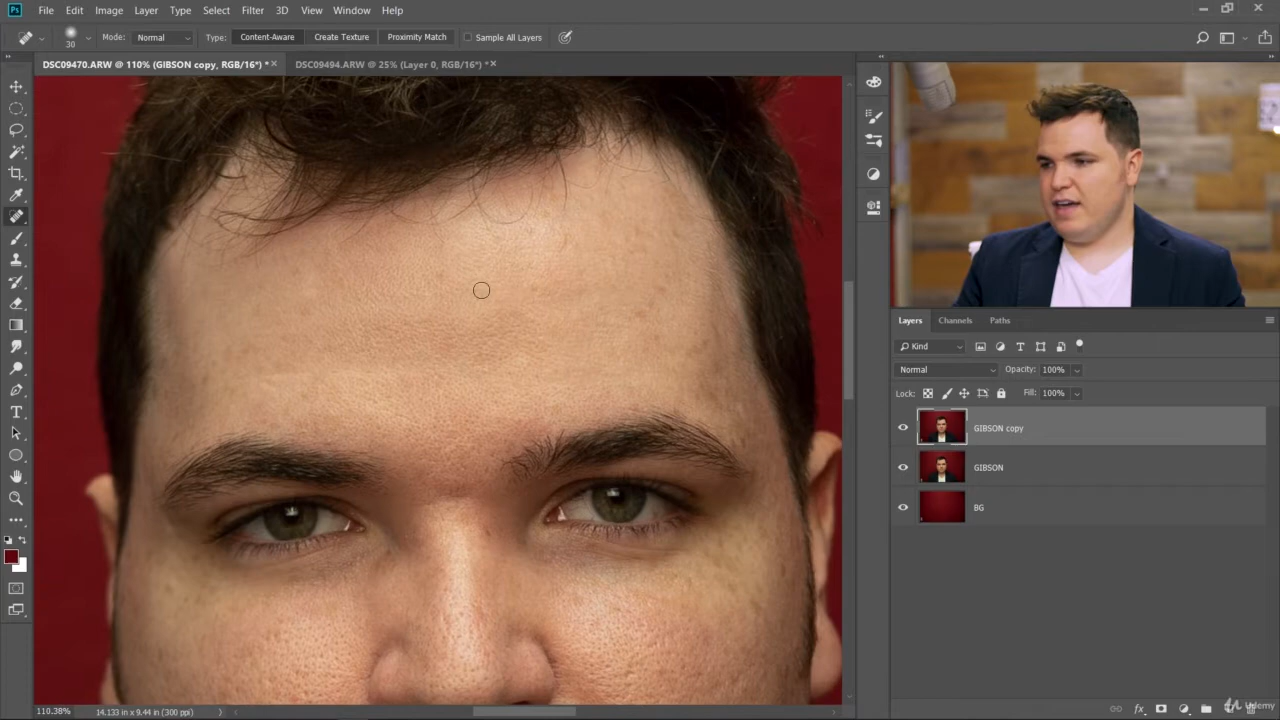 Ps File Edit Image Layer Type Select Filter 3D View Window Help
30 Mode: Normal Type: Content-Aware Create Texture Proximity Match Sample All Layers
DSC09470.ARW @ 110% (GIBSON copy, RGB/16*) * DSC09494.ARW @ 25% (Layer 0, RGB/16*) *
Layers Channels Paths
Kind
Normal Opacity: 100%
Lock: Fill: 100%
GIBSON copy
GIBSON
BG
110.38% 14.133 in x 9.44 in (300 ppi)
Udemy